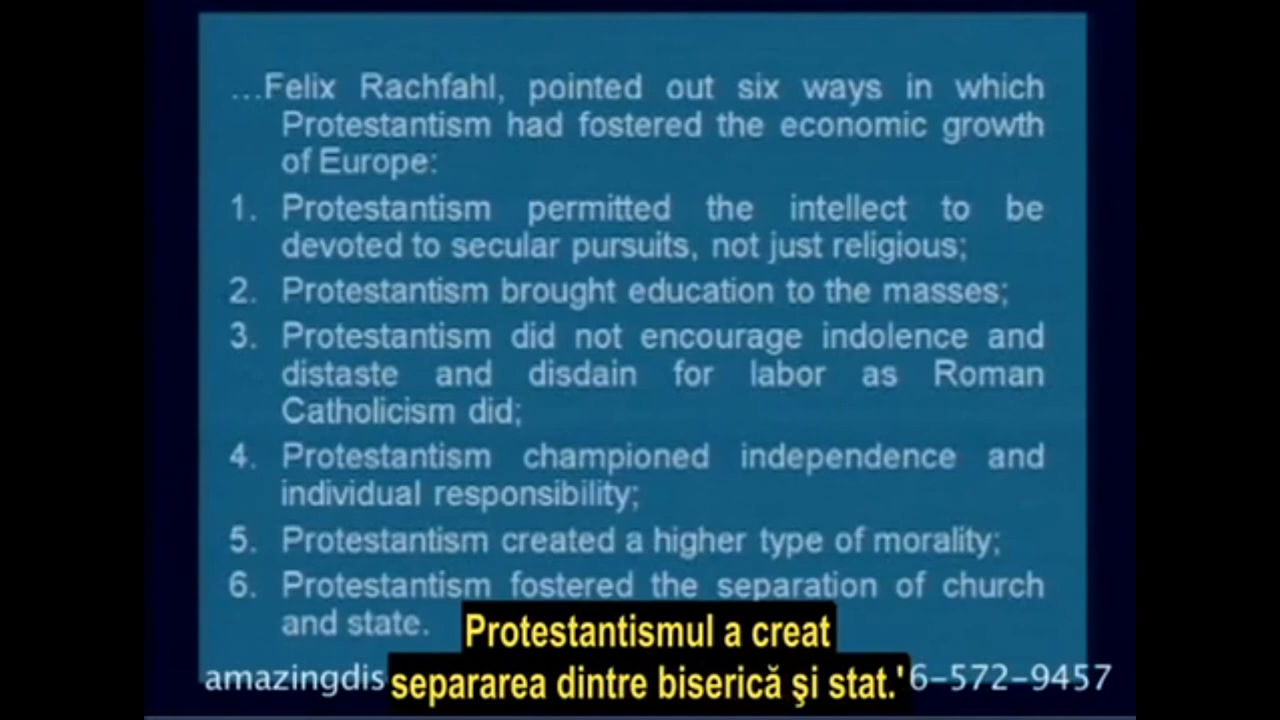 ...Felix Rachfahl, pointed out six ways in which
Protestantism had fostered the economic growth
of Europe:
1. Protestantism permitted the intellect to be
devoted to secular pursuits, not just religious;
2. Protestantism brought education to the masses;
3. Protestantism did not encourage indolence and
distaste and disdain for labor as Roman
Catholicism did;
4. Protestantism championed independence and
individual responsibility;
5. Protestantism created a higher type of morality;
6. Protestantism fostered the separation of church
and state.
Protestantismul a creat
separarea dintre biserică şi stat.'
amazingdis 6-572-9457